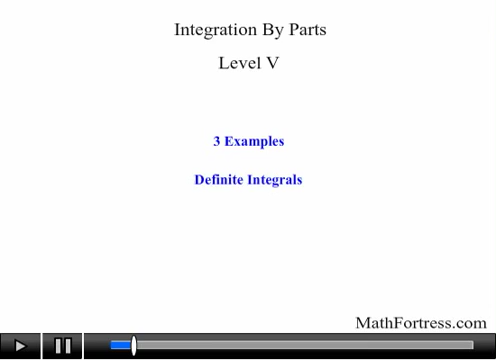 Integration By Parts
Level V
3 Examples
Definite Integrals
MathFortress.com